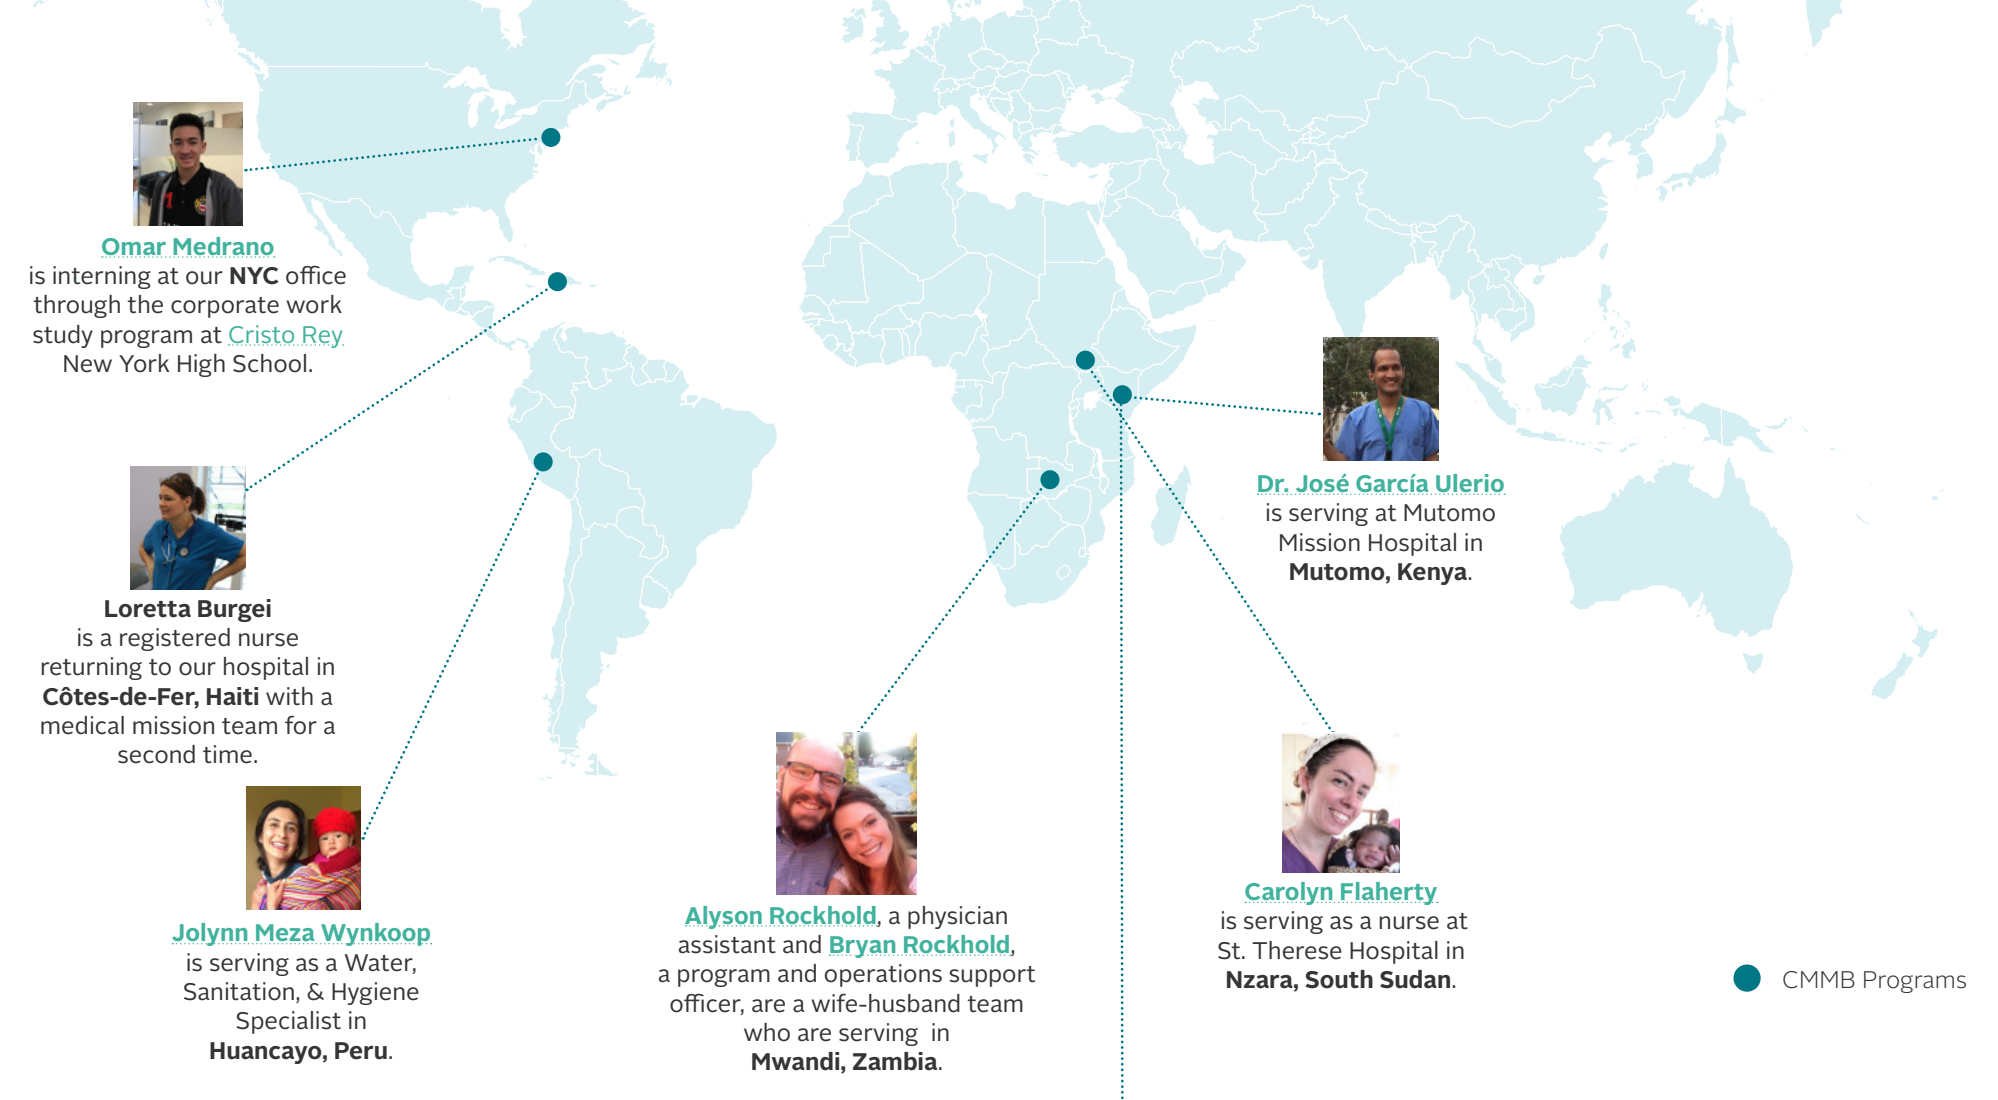 Omar Medrano
is interning at our NYC office
through the corporate work
study program at Cristo Rey
New York High School.
Loretta Burgei
is a registered nurse
returning to our hospital in
Côtes-de-Fer, Haiti with a
medical mission team for a
second time.
Jolynn Meza Wynkoop
is serving as a Water,
Sanitation, & Hygiene
Specialist in
Huancayo, Peru.
Alyson Rockhold, a physician
assistant and Bryan Rockhold,
a program and operations support
officer, are a wife-husband team
who are serving in
Mwandi, Zambia.
Dr. José García Ulerio
is serving at Mutomo
Mission Hospital in
Mutomo, Kenya.
Carolyn Flaherty
is serving as a nurse at
St. Therese Hospital in
Nzara, South Sudan.
CMMB Programs